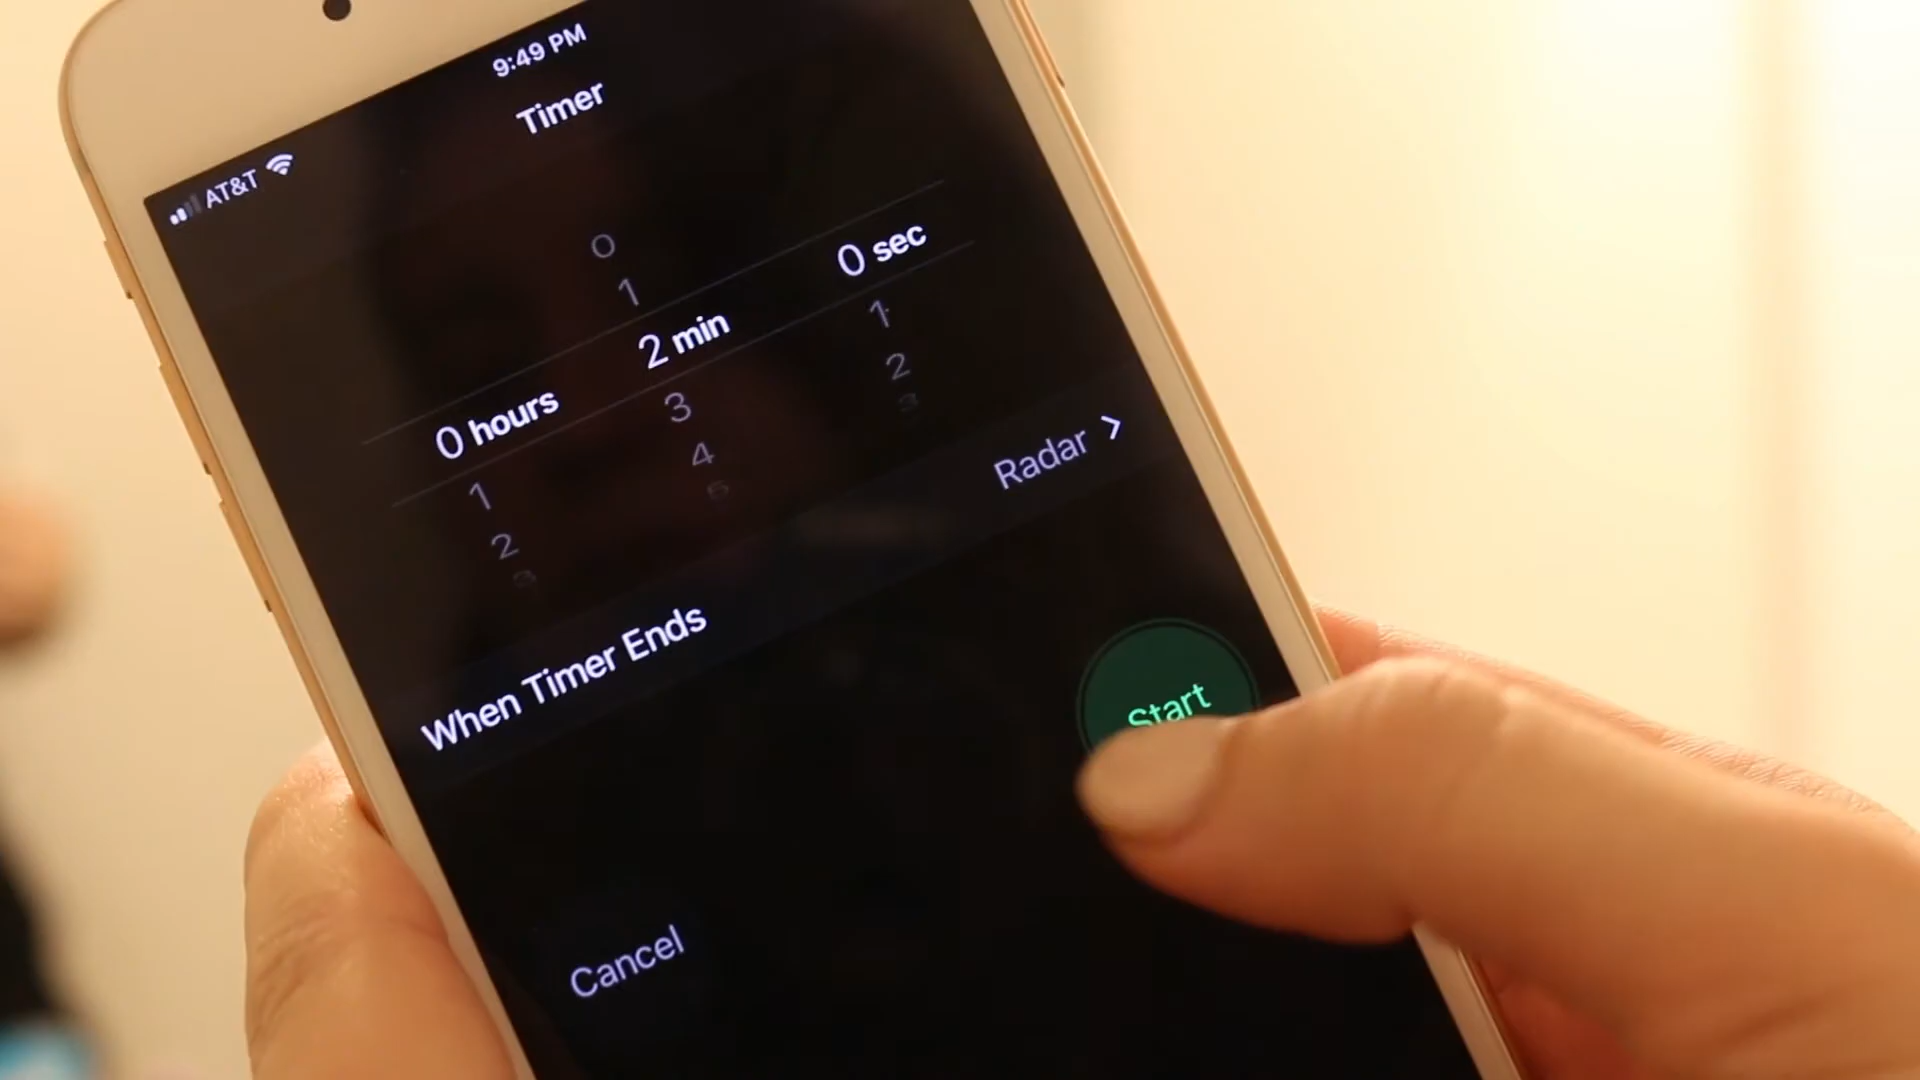 9:49 PM
AT&T
Timer
0
1
0 hours 2 min 0 sec
1 3 1
2 4 2
3 5 3
When Timer Ends Radar
Cancel Start